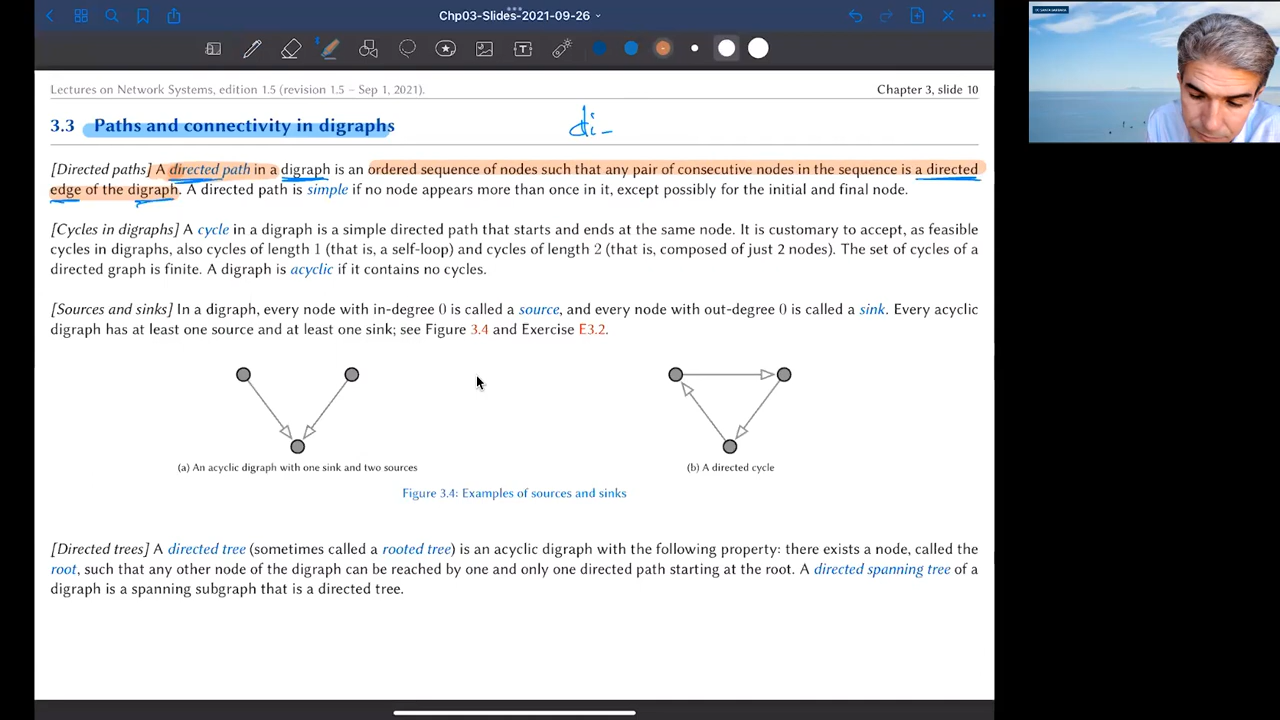 Chp03-Slides-2021-09-26
Lectures on Network Systems, edition 1.5 (revision 1.5 – Sep 1, 2021). Chapter 3, slide 10
3.3 Paths and connectivity in digraphs
di-
[Directed paths] A directed path in a digraph is an ordered sequence of nodes such that any pair of consecutive nodes in the sequence is a directed
edge of the digraph. A directed path is simple if no node appears more than once in it, except possibly for the initial and final node.
[Cycles in digraphs] A cycle in a digraph is a simple directed path that starts and ends at the same node. It is customary to accept, as feasible
cycles in digraphs, also cycles of length 1 (that is, a self-loop) and cycles of length 2 (that is, composed of just 2 nodes). The set of cycles of a
directed graph is finite. A digraph is acyclic if it contains no cycles.
[Sources and sinks] In a digraph, every node with in-degree 0 is called a source, and every node with out-degree 0 is called a sink. Every acyclic
digraph has at least one source and at least one sink; see Figure 3.4 and Exercise E3.2.
(a) An acyclic digraph with one sink and two sources
(b) A directed cycle
Figure 3.4: Examples of sources and sinks
[Directed trees] A directed tree (sometimes called a rooted tree) is an acyclic digraph with the following property: there exists a node, called the
root, such that any other node of the digraph can be reached by one and only one directed path starting at the root. A directed spanning tree of a
digraph is a spanning subgraph that is a directed tree.